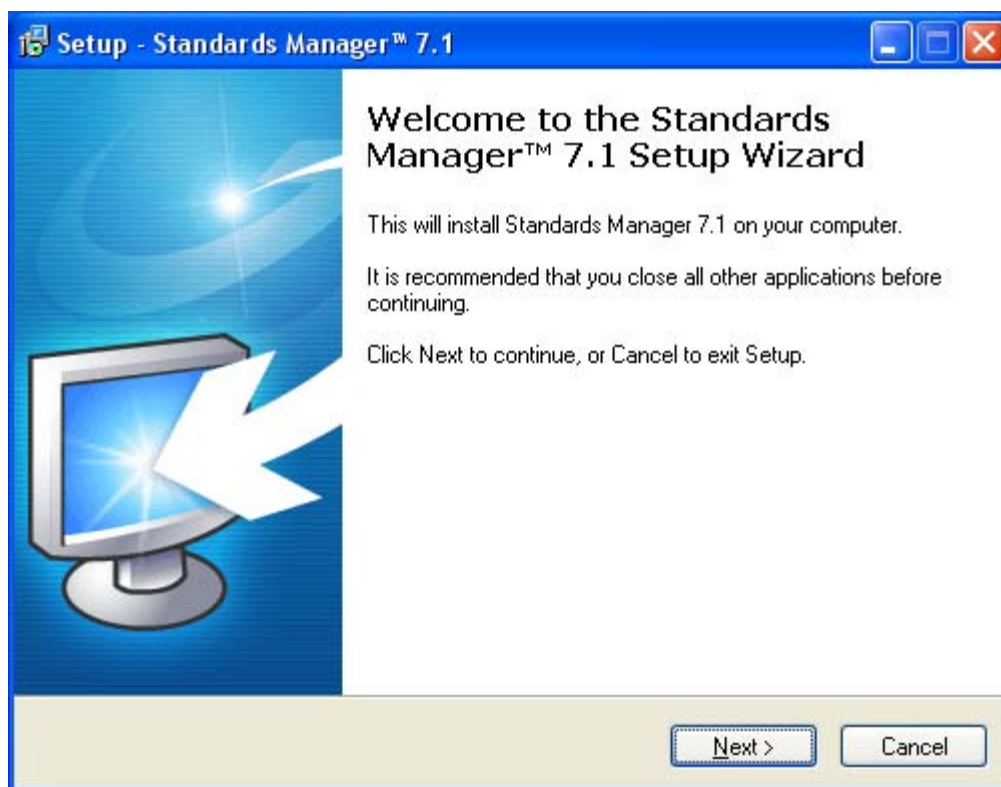 Setup - Standards Manager™ 7.1
Welcome to the Standards
Manager™ 7.1 Setup Wizard
This will install Standards Manager 7.1 on your computer.
It is recommended that you close all other applications before
continuing.
Click Next to continue, or Cancel to exit Setup.
Next >
Cancel